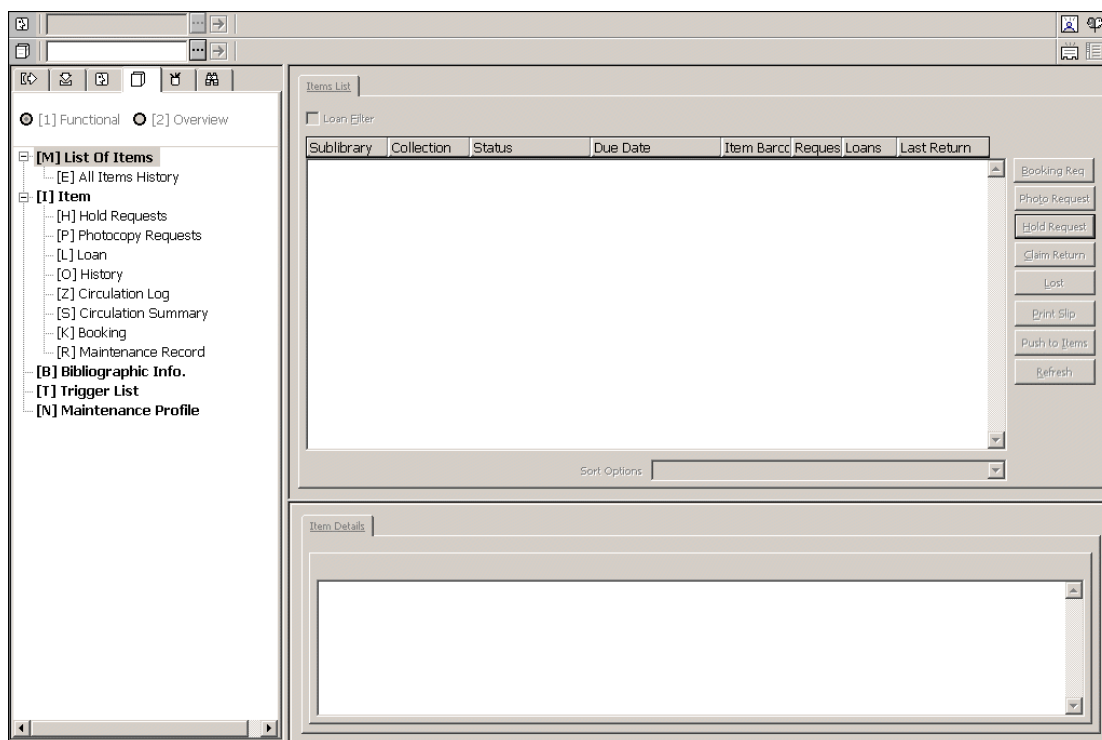 [1] Functional [2] Overview
[M] List Of Items
[E] All Items History
[I] Item
[H] Hold Requests
[P] Photocopy Requests
[L] Loan
[O] History
[Z] Circulation Log
[S] Circulation Summary
[K] Booking
[R] Maintenance Record
[B] Bibliographic Info.
[T] Trigger List
[N] Maintenance Profile
Items List
Loan Filter
Sublibrary Collection Status Due Date Item Barco Reques Loans Last Return
Booking Req
Photo Request
Hold Request
Claim Return
Lost
Print Slip
Push to Items
Refresh
Sort Options
Item Details